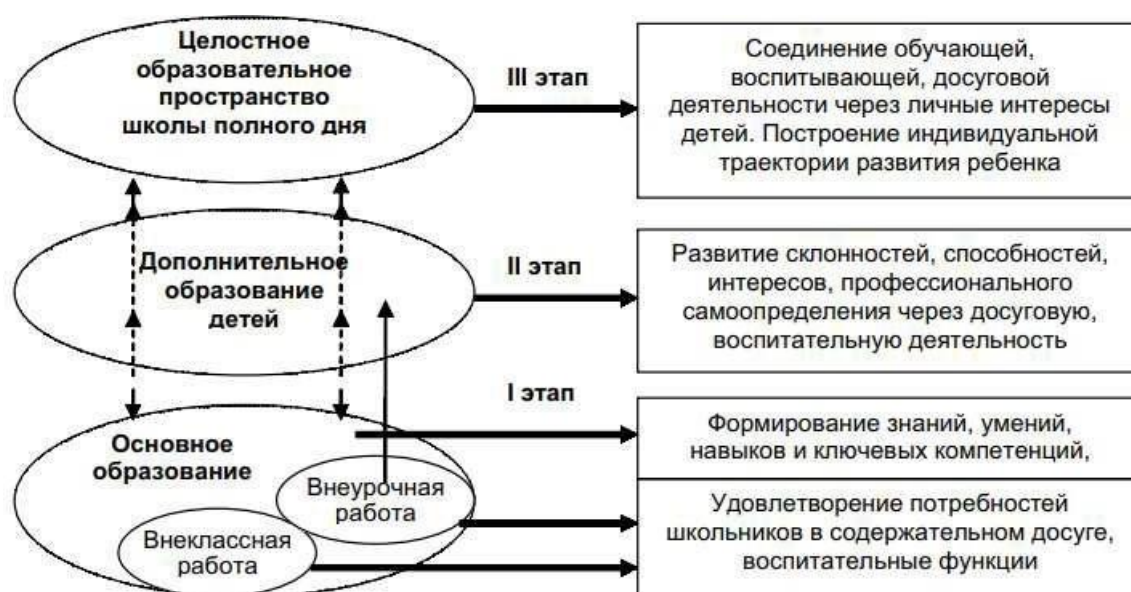 Целостное
образовательное
пространство
школы полного дня
III этап
Соединение обучающей,
воспитывающей, досуговой
деятельности через личные интересы
детей. Построение индивидуальной
траектории развития ребенка
Дополнительное
образование
детей
II этап
Развитие склонностей, способностей,
интересов, профессионального
самоопределения через досуговую,
воспитательную деятельность
I этап
Основное
образование
Формирование знаний, умений,
навыков и ключевых компетенций,
Внеурочная
работа
Внеклассная
работа
Удовлетворение потребностей
школьников в содержательном досуге,
воспитательные функции